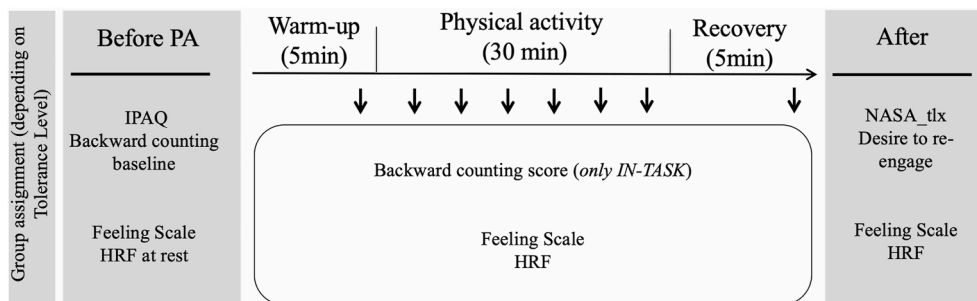 Group assignment (depending on
Tolerance Level)
Before PA
IPAQ
Backward counting
baseline
Feeling Scale
HRF at rest
Warm-up
(5min)
Physical activity
(30 min)
Recovery
(5min)
Backward counting score (only IN-TASK)
Feeling Scale
HRF
After
NASA_tlx
Desire to re-
engage
Feeling Scale
HRF